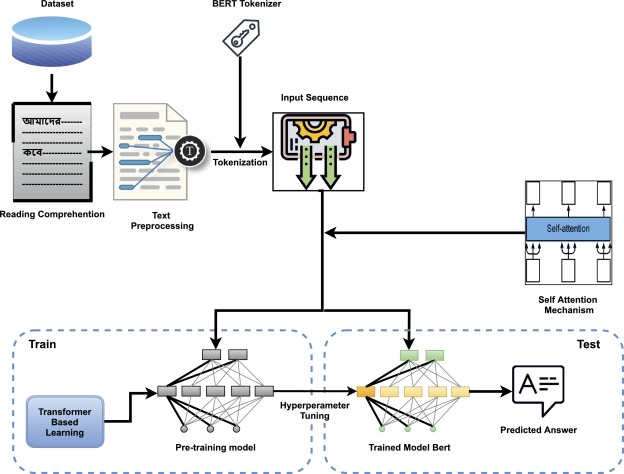 Dataset
BERT Tokenizer
আমাদের-------
---------------
কবে-----------
---------------
---------------
---------------
T
Input Sequence
Tokenization
Reading Comprehention
Text
Preprocessing
Self-attention
Self Attention
Mechanism
Train
Test
Transformer
Based
Learning
Pre-training model
Hyperperameter
Tuning
Trained Model Bert
A
Predicted Answer